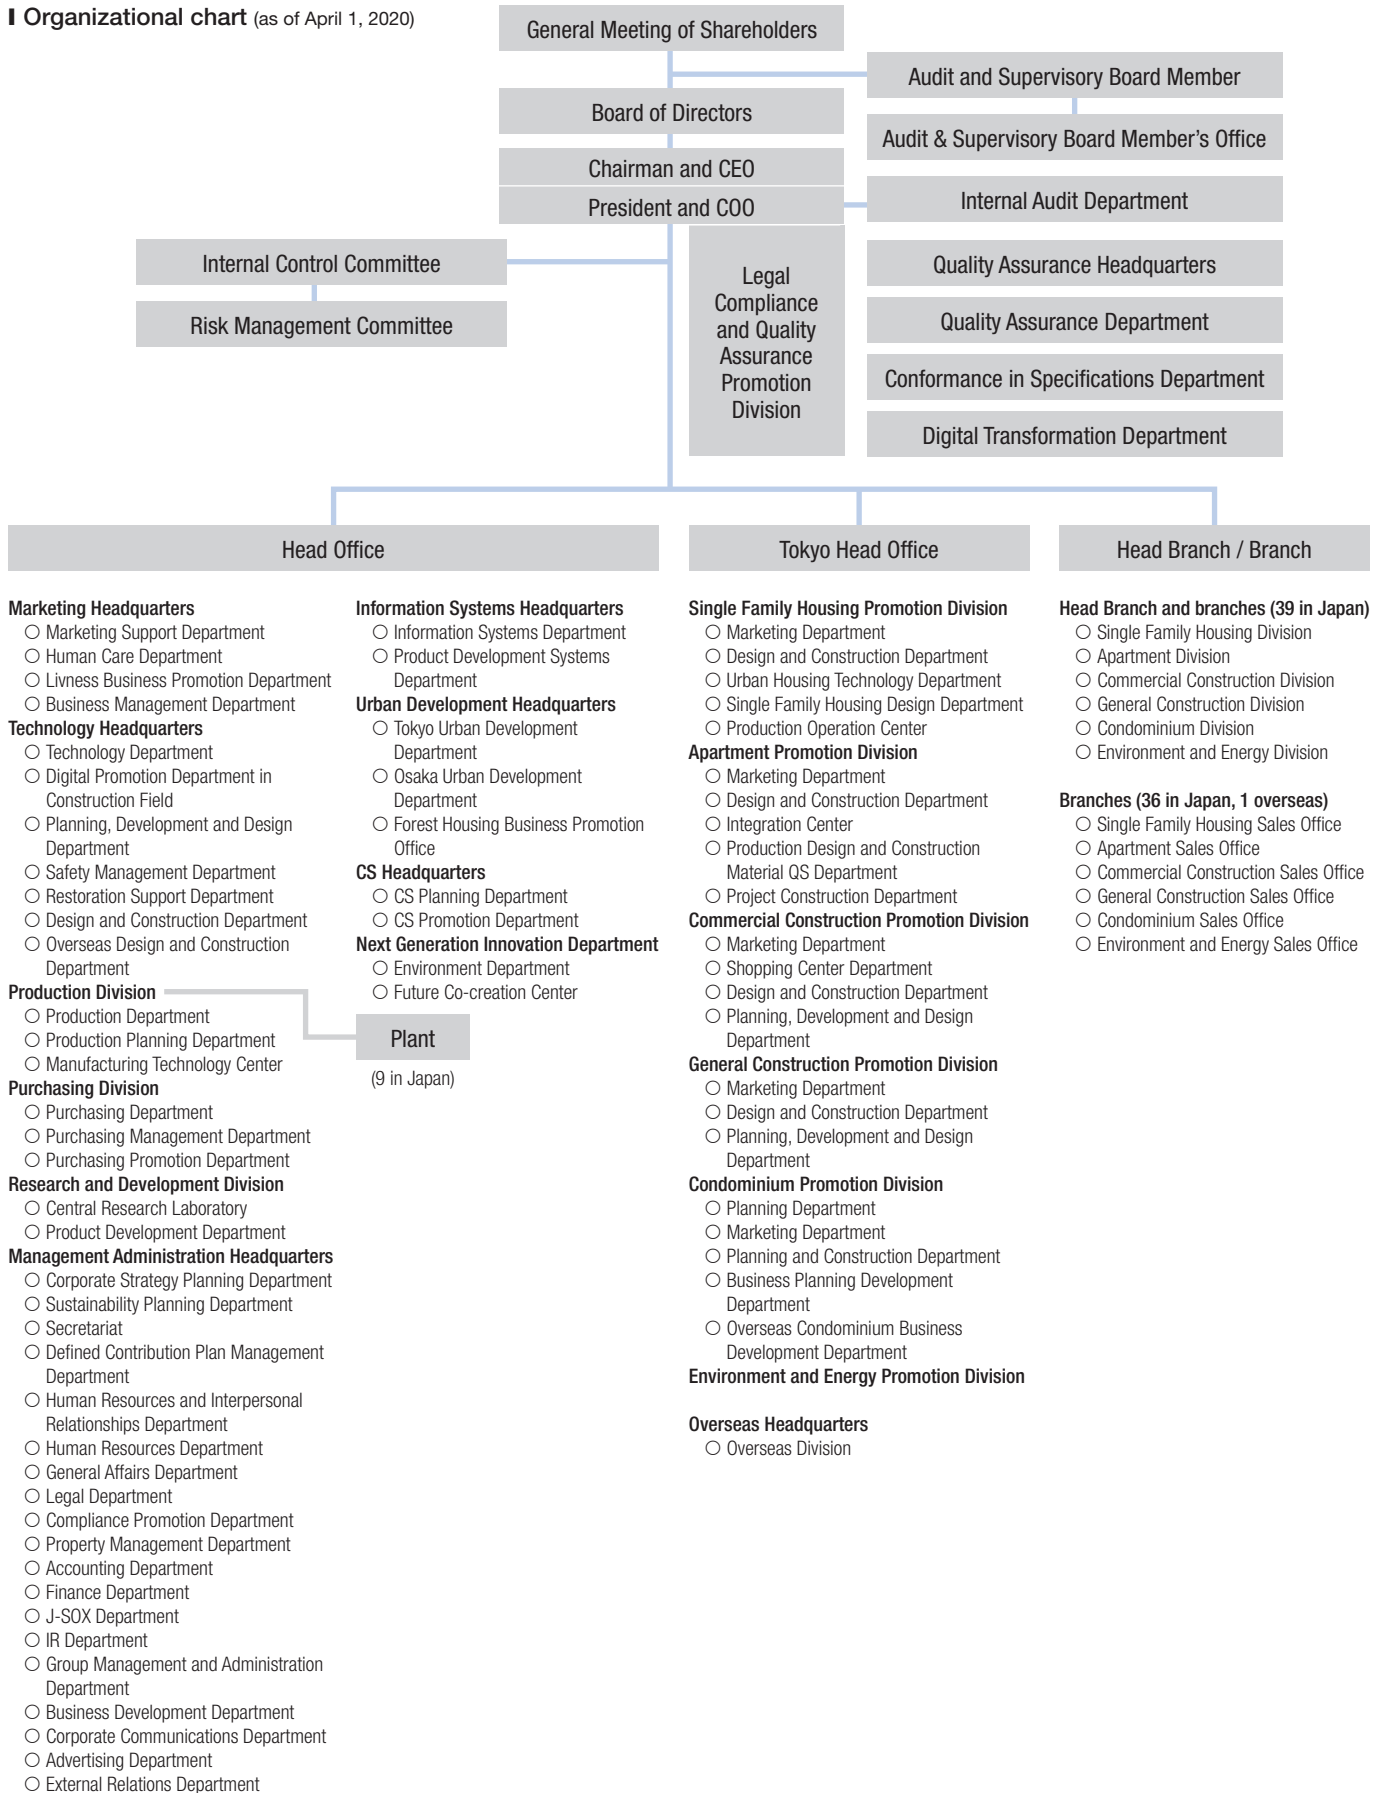 Organizational chart (as of April 1, 2020)
General Meeting of Shareholders
Audit and Supervisory Board Member
Board of Directors
Audit & Supervisory Board Member’s Office
Chairman and CEO
President and COO
Internal Audit Department
Internal Control Committee
Risk Management Committee
Legal
Compliance
and Quality
Assurance
Promotion
Division
Quality Assurance Headquarters
Quality Assurance Department
Conformance in Specifications Department
Digital Transformation Department
Head Office
Marketing Headquarters
○ Marketing Support Department
○ Human Care Department
○ Livness Business Promotion Department
○ Business Management Department
Technology Headquarters
○ Technology Department
○ Digital Promotion Department in
Construction Field
○ Planning, Development and Design
Department
○ Safety Management Department
○ Restoration Support Department
○ Design and Construction Department
○ Overseas Design and Construction
Department
Production Division
○ Production Department
○ Production Planning Department
○ Manufacturing Technology Center
Purchasing Division
○ Purchasing Department
○ Purchasing Management Department
○ Purchasing Promotion Department
Research and Development Division
○ Central Research Laboratory
○ Product Development Department
Management Administration Headquarters
○ Corporate Strategy Planning Department
○ Sustainability Planning Department
○ Secretariat
○ Defined Contribution Plan Management
Department
○ Human Resources and Interpersonal
Relationships Department
○ Human Resources Department
○ General Affairs Department
○ Legal Department
○ Compliance Promotion Department
○ Property Management Department
○ Accounting Department
○ Finance Department
○ J-SOX Department
○ IR Department
○ Group Management and Administration
Department
○ Business Development Department
○ Corporate Communications Department
○ Advertising Department
○ External Relations Department
Information Systems Headquarters
○ Information Systems Department
○ Product Development Systems
Department
Urban Development Headquarters
○ Tokyo Urban Development
Department
○ Osaka Urban Development
Department
○ Forest Housing Business Promotion
Office
CS Headquarters
○ CS Planning Department
○ CS Promotion Department
Next Generation Innovation Department
○ Environment Department
○ Future Co-creation Center
Plant
(9 in Japan)
Tokyo Head Office
Single Family Housing Promotion Division
○ Marketing Department
○ Design and Construction Department
○ Urban Housing Technology Department
○ Single Family Housing Design Department
○ Production Operation Center
Apartment Promotion Division
○ Marketing Department
○ Design and Construction Department
○ Integration Center
○ Production Design and Construction
Material QS Department
○ Project Construction Department
Commercial Construction Promotion Division
○ Marketing Department
○ Shopping Center Department
○ Design and Construction Department
○ Planning, Development and Design
Department
General Construction Promotion Division
○ Marketing Department
○ Design and Construction Department
○ Planning, Development and Design
Department
Condominium Promotion Division
○ Planning Department
○ Marketing Department
○ Planning and Construction Department
○ Business Planning Development
Department
○ Overseas Condominium Business
Development Department
Environment and Energy Promotion Division
Overseas Headquarters
○ Overseas Division
Head Branch / Branch
Head Branch and branches (39 in Japan)
○ Single Family Housing Division
○ Apartment Division
○ Commercial Construction Division
○ General Construction Division
○ Condominium Division
○ Environment and Energy Division
Branches (36 in Japan, 1 overseas)
○ Single Family Housing Sales Office
○ Apartment Sales Office
○ Commercial Construction Sales Office
○ General Construction Sales Office
○ Condominium Sales Office
○ Environment and Energy Sales Office